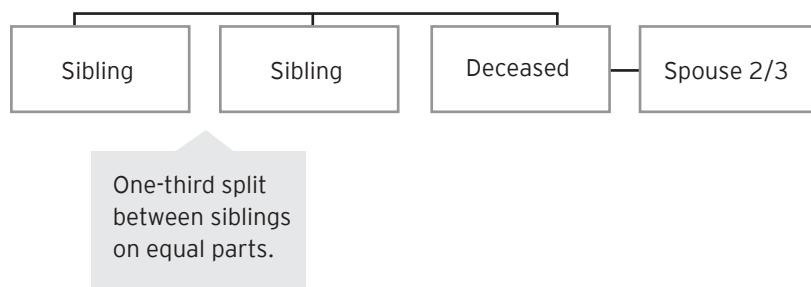 Sibling
Sibling
Deceased
Spouse 2/3
One-third split
between siblings
on equal parts.